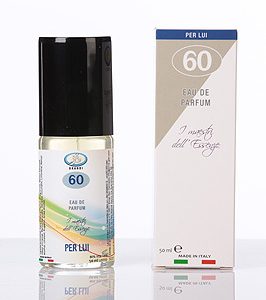 BRANDI
60
EAU DE
PARFUM
I maestri
dell'Essenze
PER LUI
PER LUI
60
EAU DE
PARFUM
I maestri
dell'Essenze
50 ml e
MADE IN ITALY